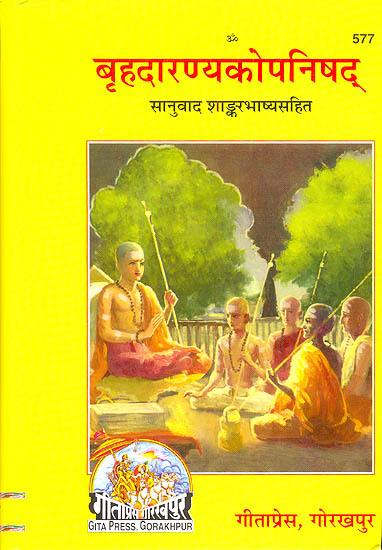 ॐ
577
बृहदारण्यकोपनिषद्
सानुवाद शाङ्करभाष्यसहित
गीताप्रेस गोरखपुर
GITA PRESS, GORAKHPUR
गीताप्रेस, गोरखपुर